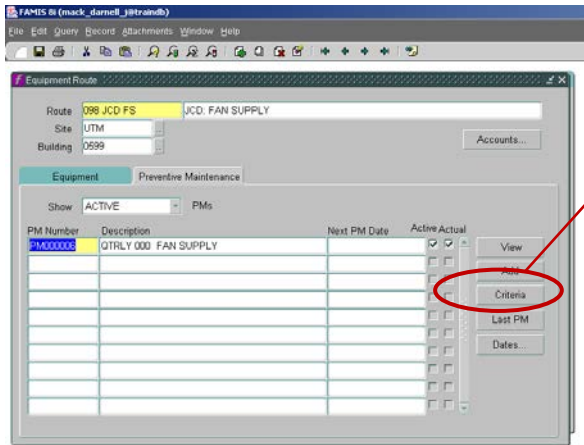 FAMIS 8i (mack_darnell_j@traindb)
File Edit Query Record Attachments Window Help
Equipment Route
Route 098 JCD FS JCD: FAN SUPPLY
Site UTM
Building 0599 Accounts...
Equipment Preventive Maintenance
Show ACTIVE PMs
PM Number Description Next PM Date Active Actual
PM000006 QTRLY 000 FAN SUPPLY View
Add
Criteria
Last PM
Dates...